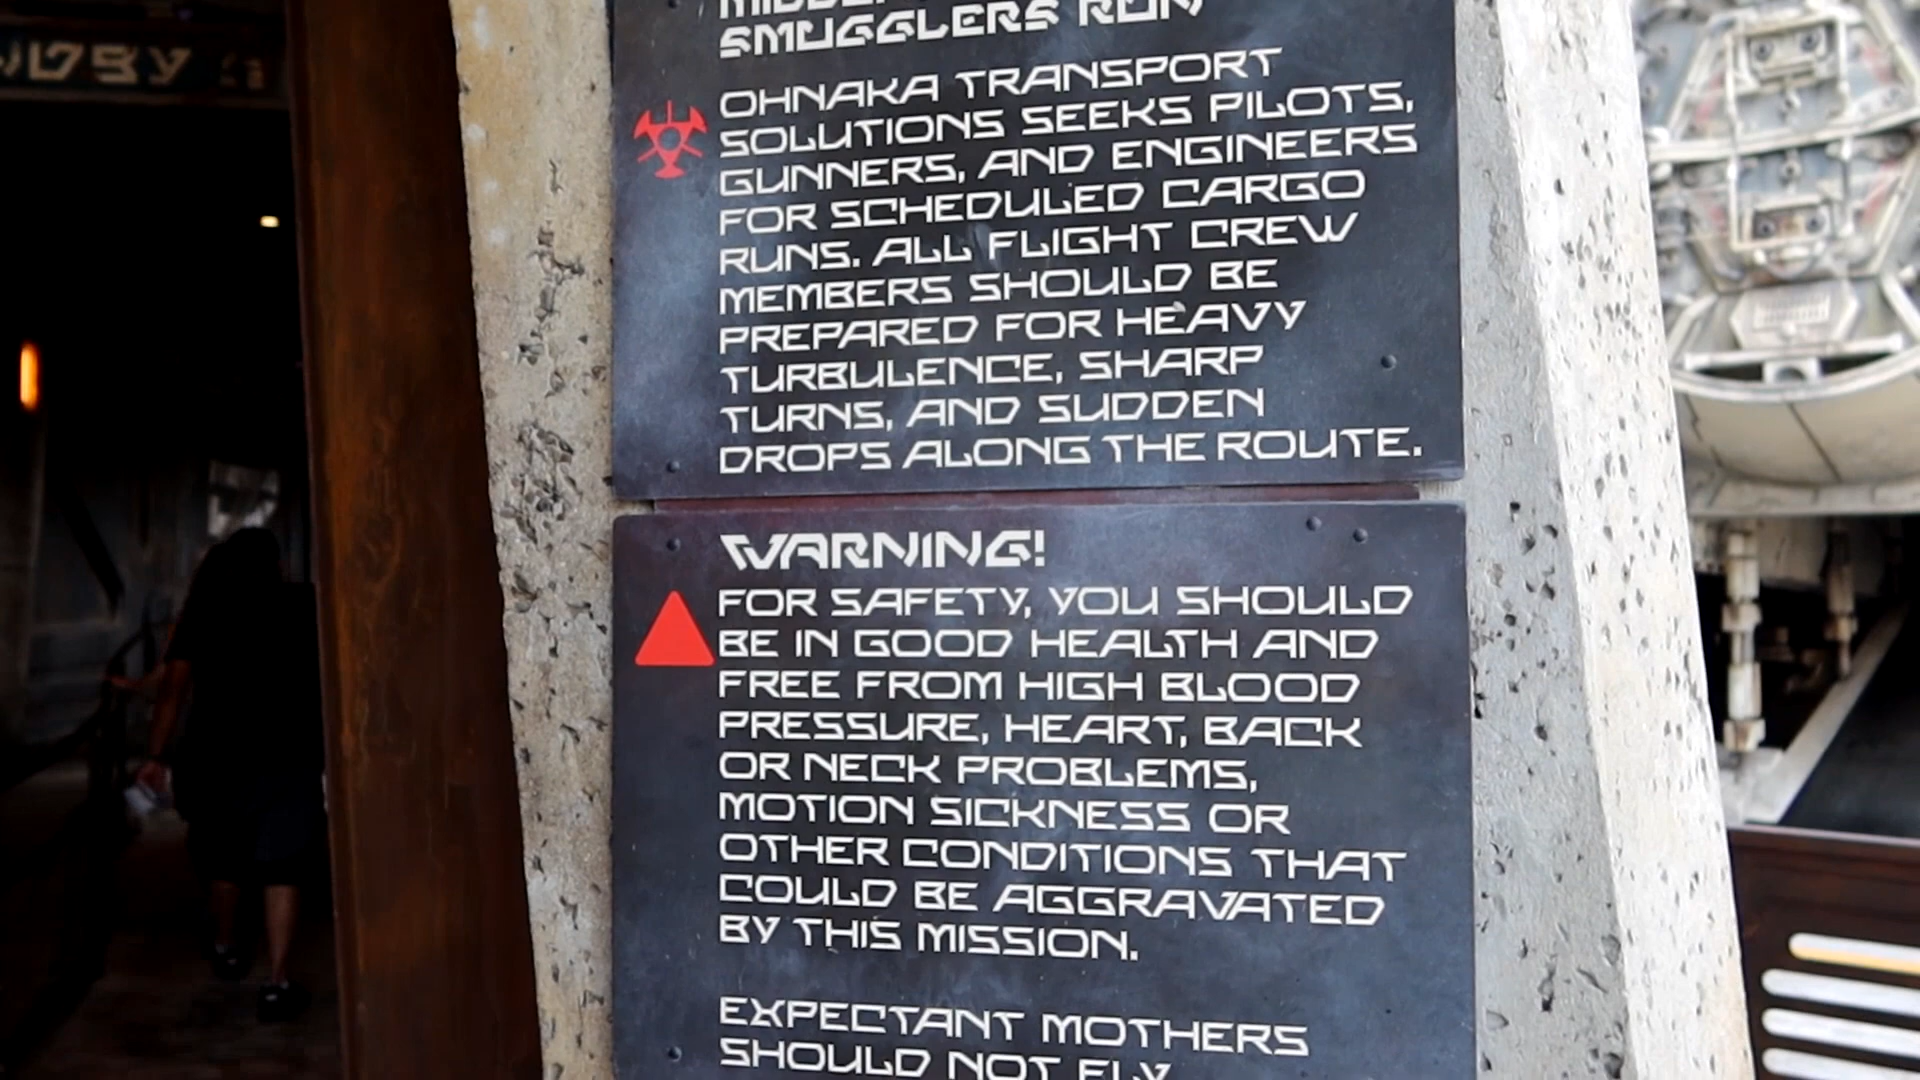 SMUGGLERS RUN
OHNAKA TRANSPORT
SOLUTIONS SEEKS PILOTS,
GUNNERS, AND ENGINEERS
FOR SCHEDULED CARGO
RUNS. ALL FLIGHT CREW
MEMBERS SHOULD BE
PREPARED FOR HEAVY
TURBULENCE, SHARP
TURNS, AND SUDDEN
DROPS ALONG THE ROUTE.
WARNING!
FOR SAFETY, YOU SHOULD
BE IN GOOD HEALTH AND
FREE FROM HIGH BLOOD
PRESSURE, HEART, BACK
OR NECK PROBLEMS,
MOTION SICKNESS OR
OTHER CONDITIONS THAT
COULD BE AGGRAVATED
BY THIS MISSION.
EXPECTANT MOTHERS
SHOULD NOT FLY